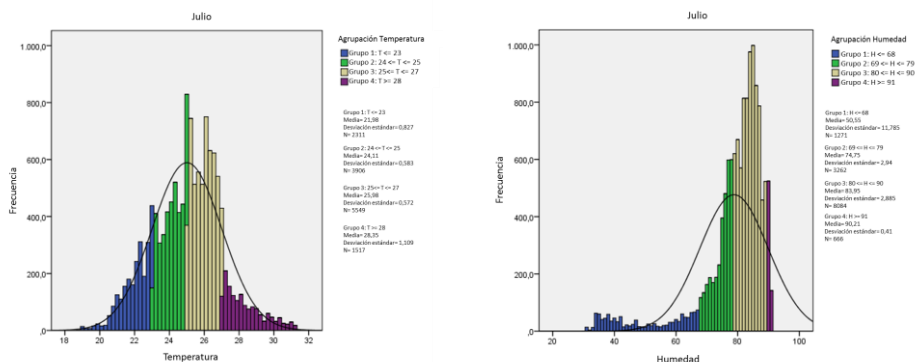 Julio
1.000,0
800,0
600,0
400,0
200,0
,0
Frecuencia
18
20
22
24
26
28
30
32
Temperatura
Agrupación Temperatura
Grupo 1: T <= 23
Grupo 2: 24 <= T <= 25
Grupo 3: 25<= T <= 27
Grupo 4: T >= 28
Grupo 1: T <= 23
Media= 21,98
Desviación estándar= 0,827
N= 2311
Grupo 2: 24 <= T <= 25
Media= 24,11
Desviación estándar= 0,583
N= 3906
Grupo 3: 25<= T <= 27
Media= 25,98
Desviación estándar= 0,572
N= 5549
Grupo 4: T >= 28
Media= 28,35
Desviación estándar= 1,109
N= 1517
Julio
1.000,0
800,0
600,0
400,0
200,0
,0
Frecuencia
20
40
60
80
100
Humedad
Agrupación Humedad
Grupo 1: H <= 68
Grupo 2: 69 <= H <= 79
Grupo 3: 80 <= H <= 90
Grupo 4: H >= 91
Grupo 1: H <= 68
Media= 50,55
Desviación estándar= 11,785
N= 1271
Grupo 2: 69 <= H <= 79
Media= 74,75
Desviación estándar= 2,94
N= 3262
Grupo 3: 80 <= H <= 90
Media= 83,95
Desviación estándar= 2,885
N= 8084
Grupo 4: H >= 91
Media= 90,21
Desviación estándar= 0,41
N= 666